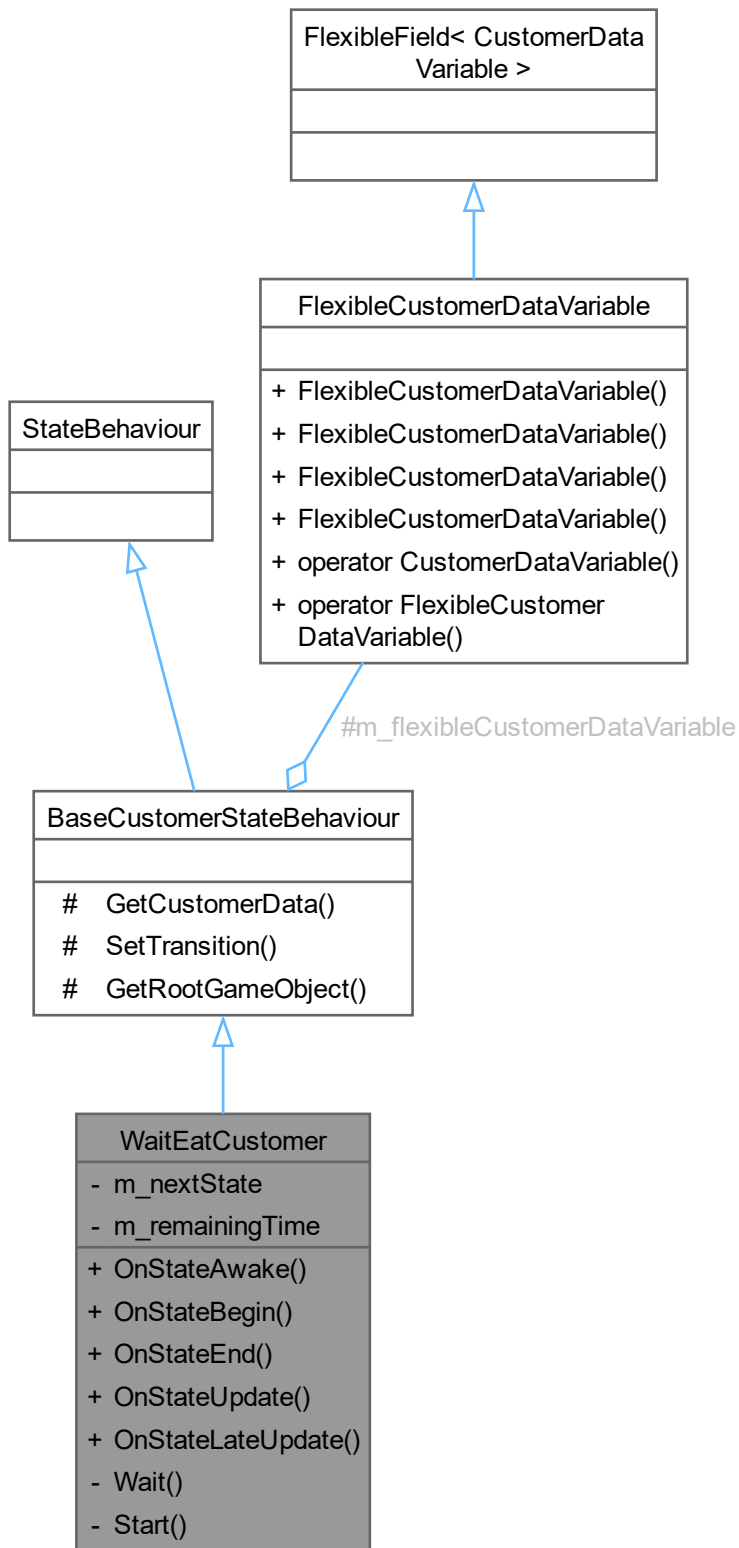 FlexibleField< CustomerData
Variable >
FlexibleCustomerDataVariable
+ FlexibleCustomerDataVariable()
+ FlexibleCustomerDataVariable()
+ FlexibleCustomerDataVariable()
+ FlexibleCustomerDataVariable()
+ operator CustomerDataVariable()
+ operator FlexibleCustomer
DataVariable()
StateBehaviour
#m_flexibleCustomerDataVariable
BaseCustomerStateBehaviour
# GetCustomerData()
# SetTransition()
# GetRootGameObject()
WaitEatCustomer
- m_nextState
- m_remainingTime
+ OnStateAwake()
+ OnStateBegin()
+ OnStateEnd()
+ OnStateUpdate()
+ OnStateLateUpdate()
- Wait()
- Start()